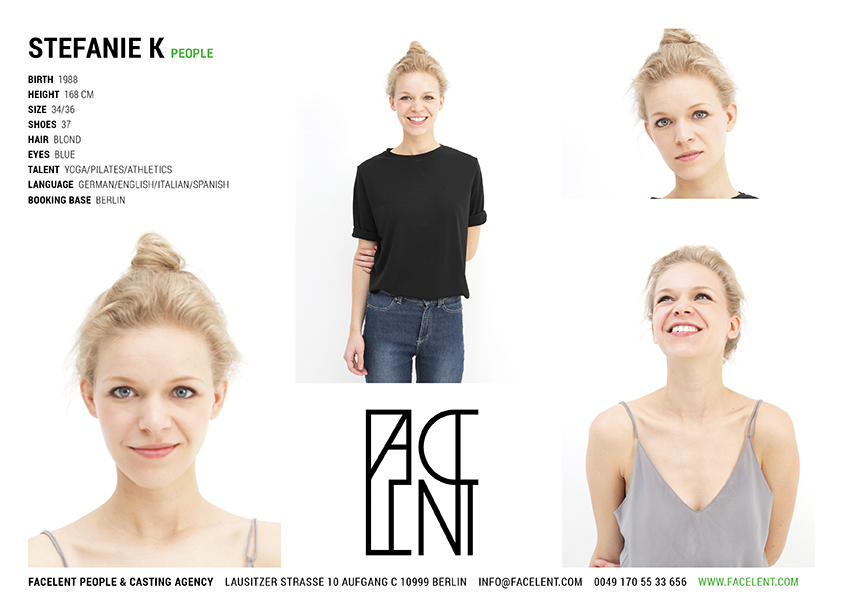 STEFANIE K PEOPLE
BIRTH 1988
HEIGHT 168 CM
SIZE 34/36
SHOES 37
HAIR BLOND
EYES BLUE
TALENT YOGA/PILATES/ATHLETICS
LANGUAGE GERMAN/ENGLISH/ITALIAN/SPANISH
BOOKING BASE BERLIN
FACELENT
FACELENT PEOPLE & CASTING AGENCY LAUSITZER STRASSE 10 AUFGANG C 10999 BERLIN INFO@FACELENT.COM 0049 170 55 33 656 WWW.FACELENT.COM